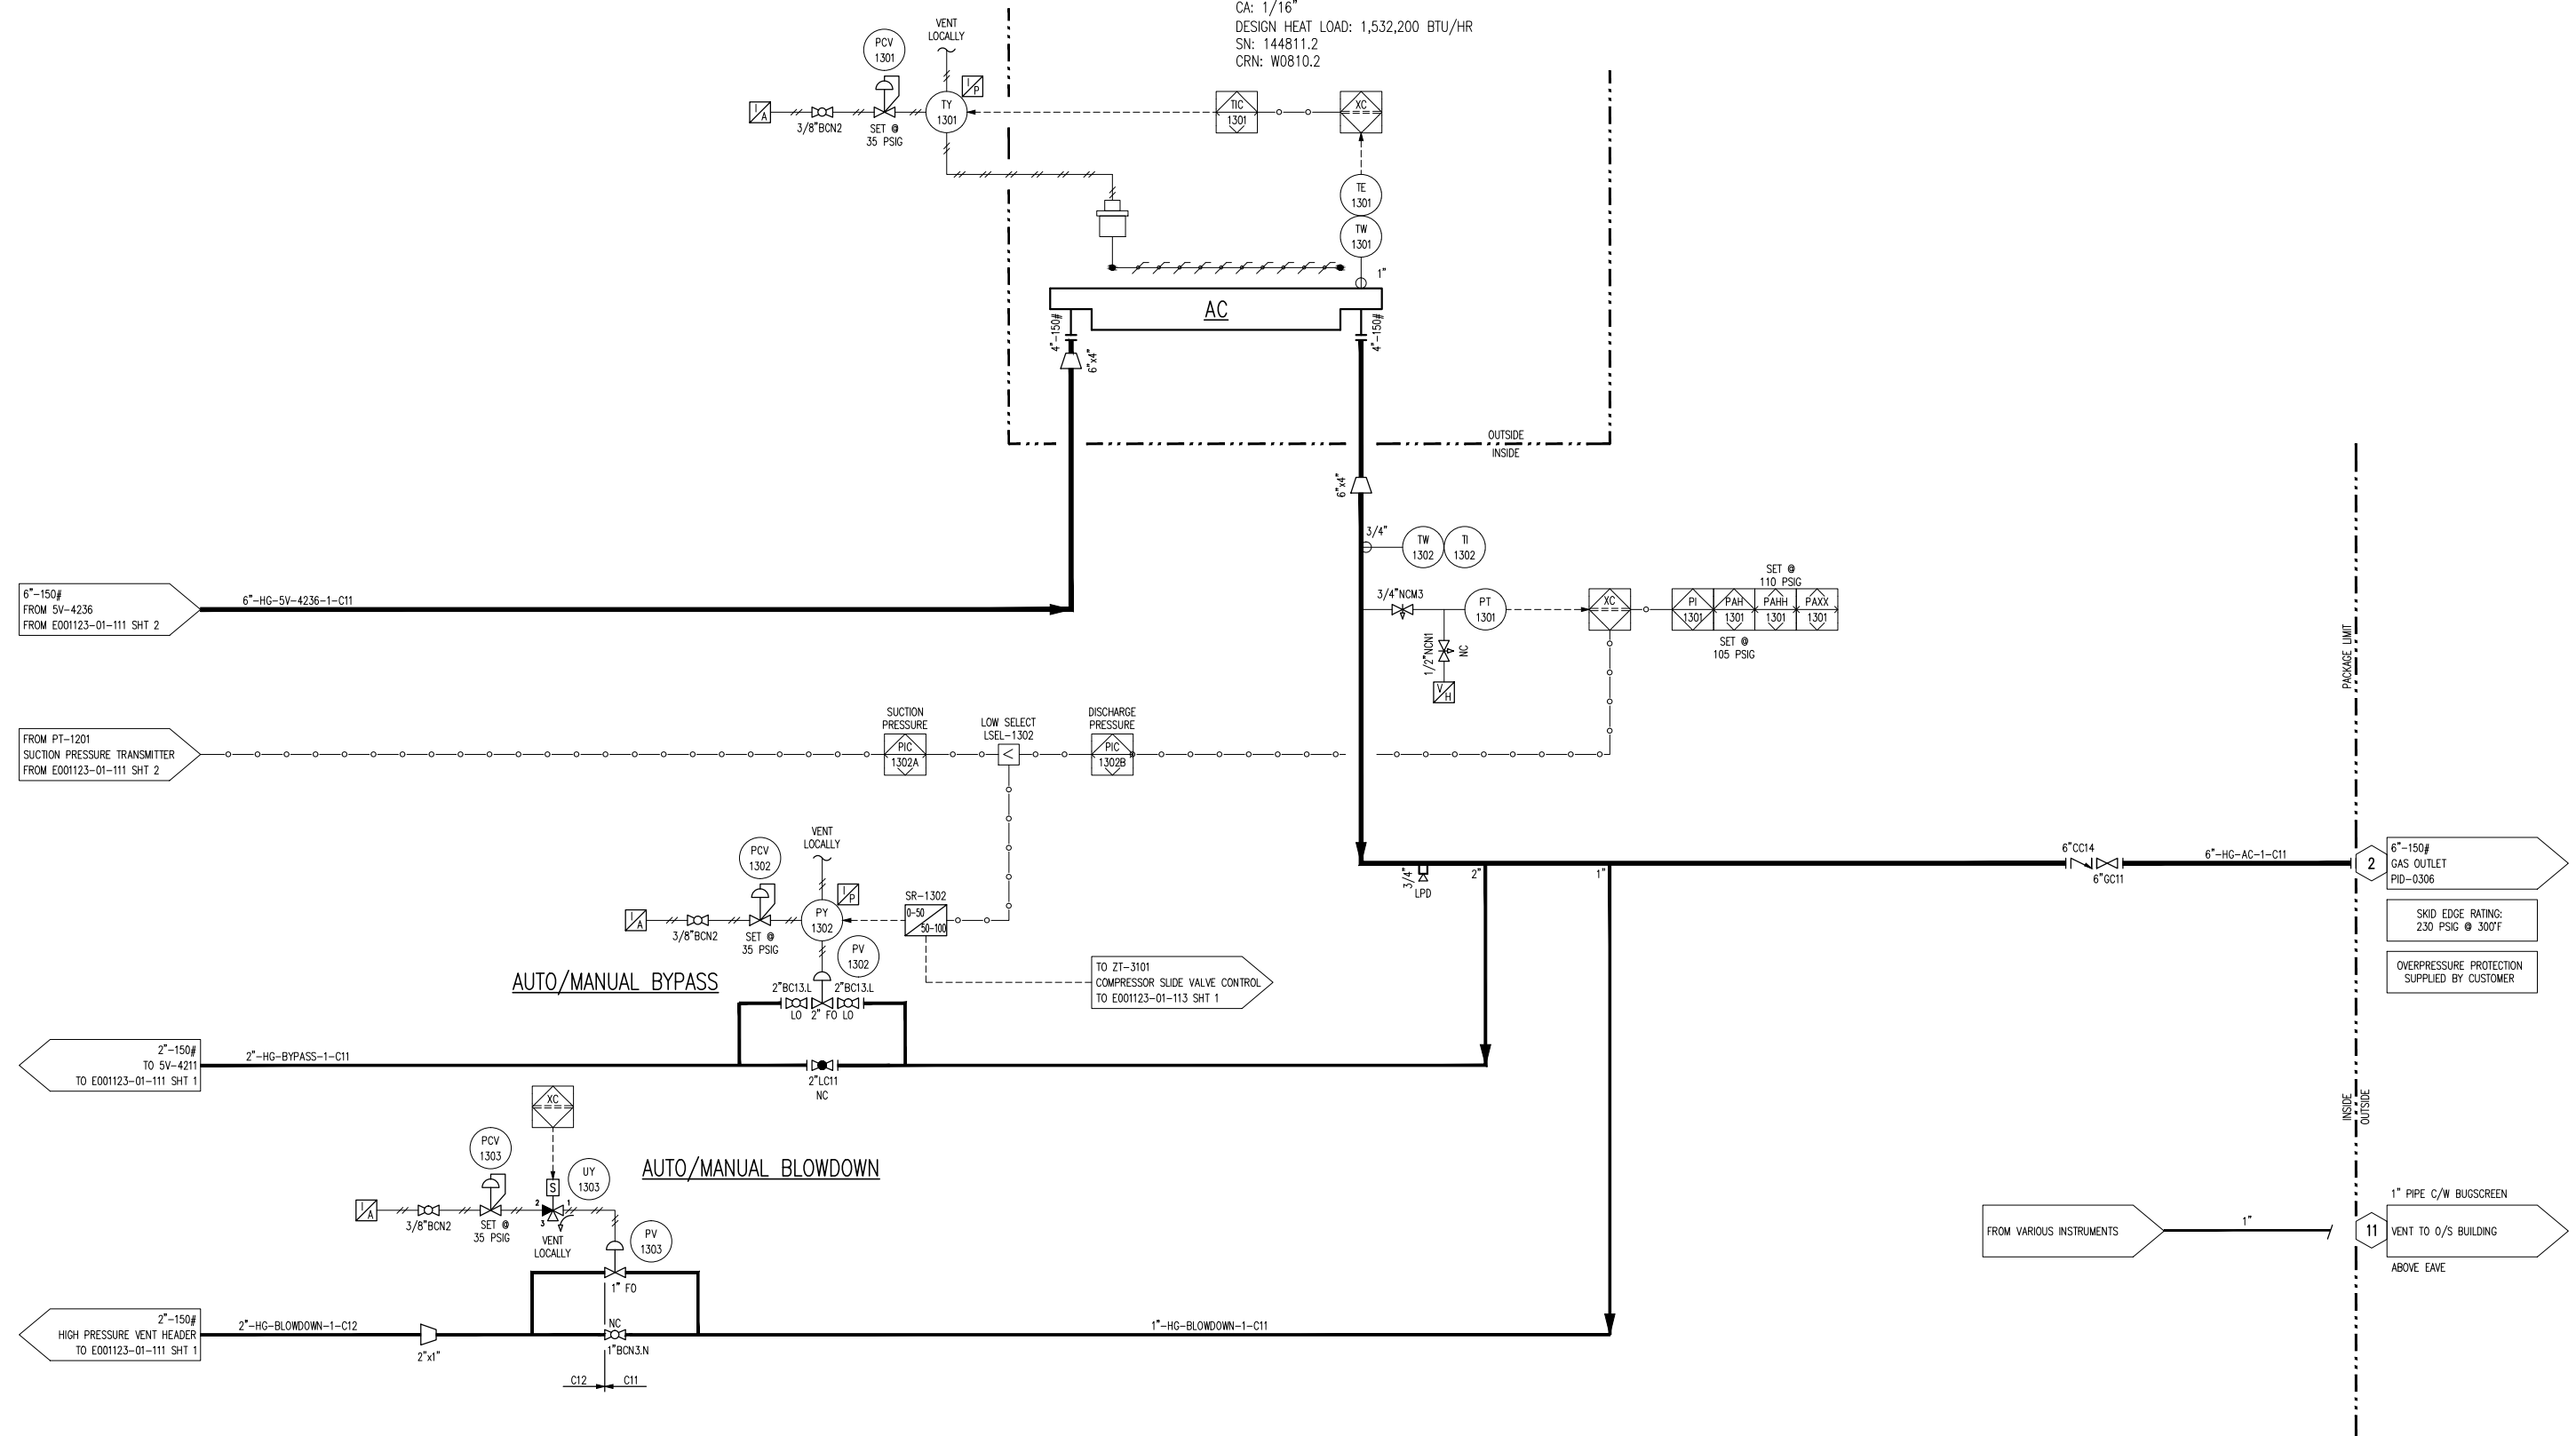 CA: 1/16"
DESIGN HEAT LOAD: 1,532,200 BTU/HR
SN: 144811.2
CRN: W0810.2
VENT
LOCALLY
PCV
1301
I
P
I
A
3/8"BCN2
SET @
35 PSIG
TY
1301
TIC
1301
XC
TE
1301
TW
1301
1"
AC
4"-150#
6"x4"
4"-150#
OUTSIDE
INSIDE
6"x4"
3/4"
TW
1302
TI
1302
6"-150#
FROM 5V-4236
FROM E001123-01-111 SHT 2
6"-HG-5V-4236-1-C11
3/4"NCM3
PT
1301
1/2"NCN1
NC
V
H
XC
SET @
110 PSIG
PI
1301
PAH
1301
PAHH
1301
PAXX
1301
SET @
105 PSIG
PACKAGE LIMIT
FROM PT-1201
SUCTION PRESSURE TRANSMITTER
FROM E001123-01-111 SHT 2
SUCTION
PRESSURE
PIC
1302A
LOW SELECT
LSEL-1302
<
DISCHARGE
PRESSURE
PIC
1302B
VENT
LOCALLY
PCV
1302
I
P
I
A
3/8"BCN2
SET @
35 PSIG
PY
1302
SR-1302
0-50
50-100
PV
1302
AUTO/MANUAL BYPASS
2"BC13.L
2"BC13.L
LO
2" FO
LO
TO ZT-3101
COMPRESSOR SLIDE VALVE CONTROL
TO E001123-01-113 SHT 1
3/4"
LPD
2"
1"
6"CC14
6"GC11
6"-HG-AC-1-C11
2
6"-150#
GAS OUTLET
PID-0306
SKID EDGE RATING:
230 PSIG @ 300°F
OVERPRESSURE PROTECTION
SUPPLIED BY CUSTOMER
2"-150#
TO 5V-4211
TO E001123-01-111 SHT 1
2"-HG-BYPASS-1-C11
2"LC11
NC
INSIDE
OUTSIDE
XC
PCV
1303
UY
1303
AUTO/MANUAL BLOWDOWN
S
I
A
3/8"BCN2
SET @
35 PSIG
2
1
3
VENT
LOCALLY
PV
1303
1" FO
2"-150#
HIGH PRESSURE VENT HEADER
TO E001123-01-111 SHT 1
2"-HG-BLOWDOWN-1-C12
2"x1"
NC
1"BCN3.N
C12
C11
1"-HG-BLOWDOWN-1-C11
FROM VARIOUS INSTRUMENTS
1"
11
1" PIPE C/W BUGSCREEN
VENT TO O/S BUILDING
ABOVE EAVE